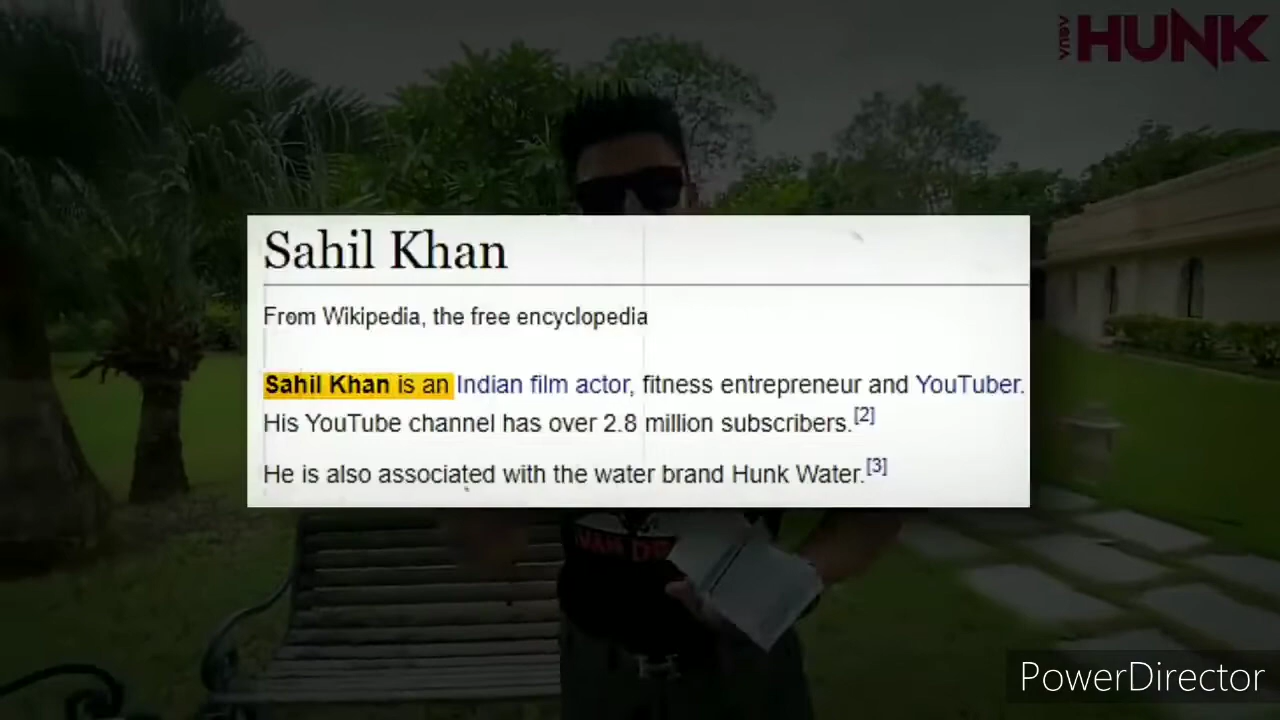 HUNK
Sahil Khan
From Wikipedia, the free encyclopedia
Sahil Khan is an Indian film actor, fitness entrepreneur and YouTuber.
His YouTube channel has over 2.8 million subscribers.[2]
He is also associated with the water brand Hunk Water.[3]
PowerDirector